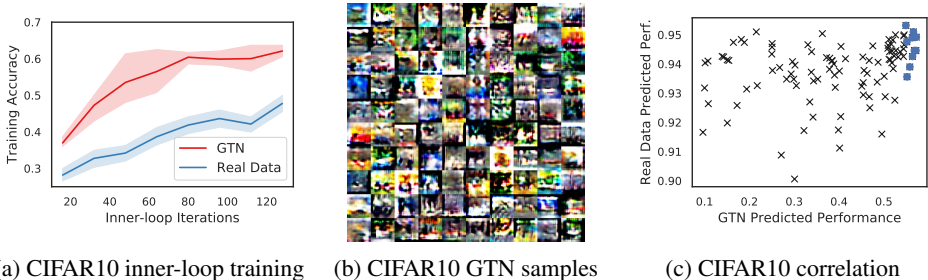 0.7
0.6
0.5
0.4
0.3
Training Accuracy
20 40 60 80 100 120
Inner-loop Iterations
GTN
Real Data
(a) CIFAR10 inner-loop training
(b) CIFAR10 GTN samples
0.95
0.94
0.93
0.92
0.91
0.90
Real Data Predicted Perf.
0.1 0.2 0.3 0.4 0.5
GTN Predicted Performance
(c) CIFAR10 correlation